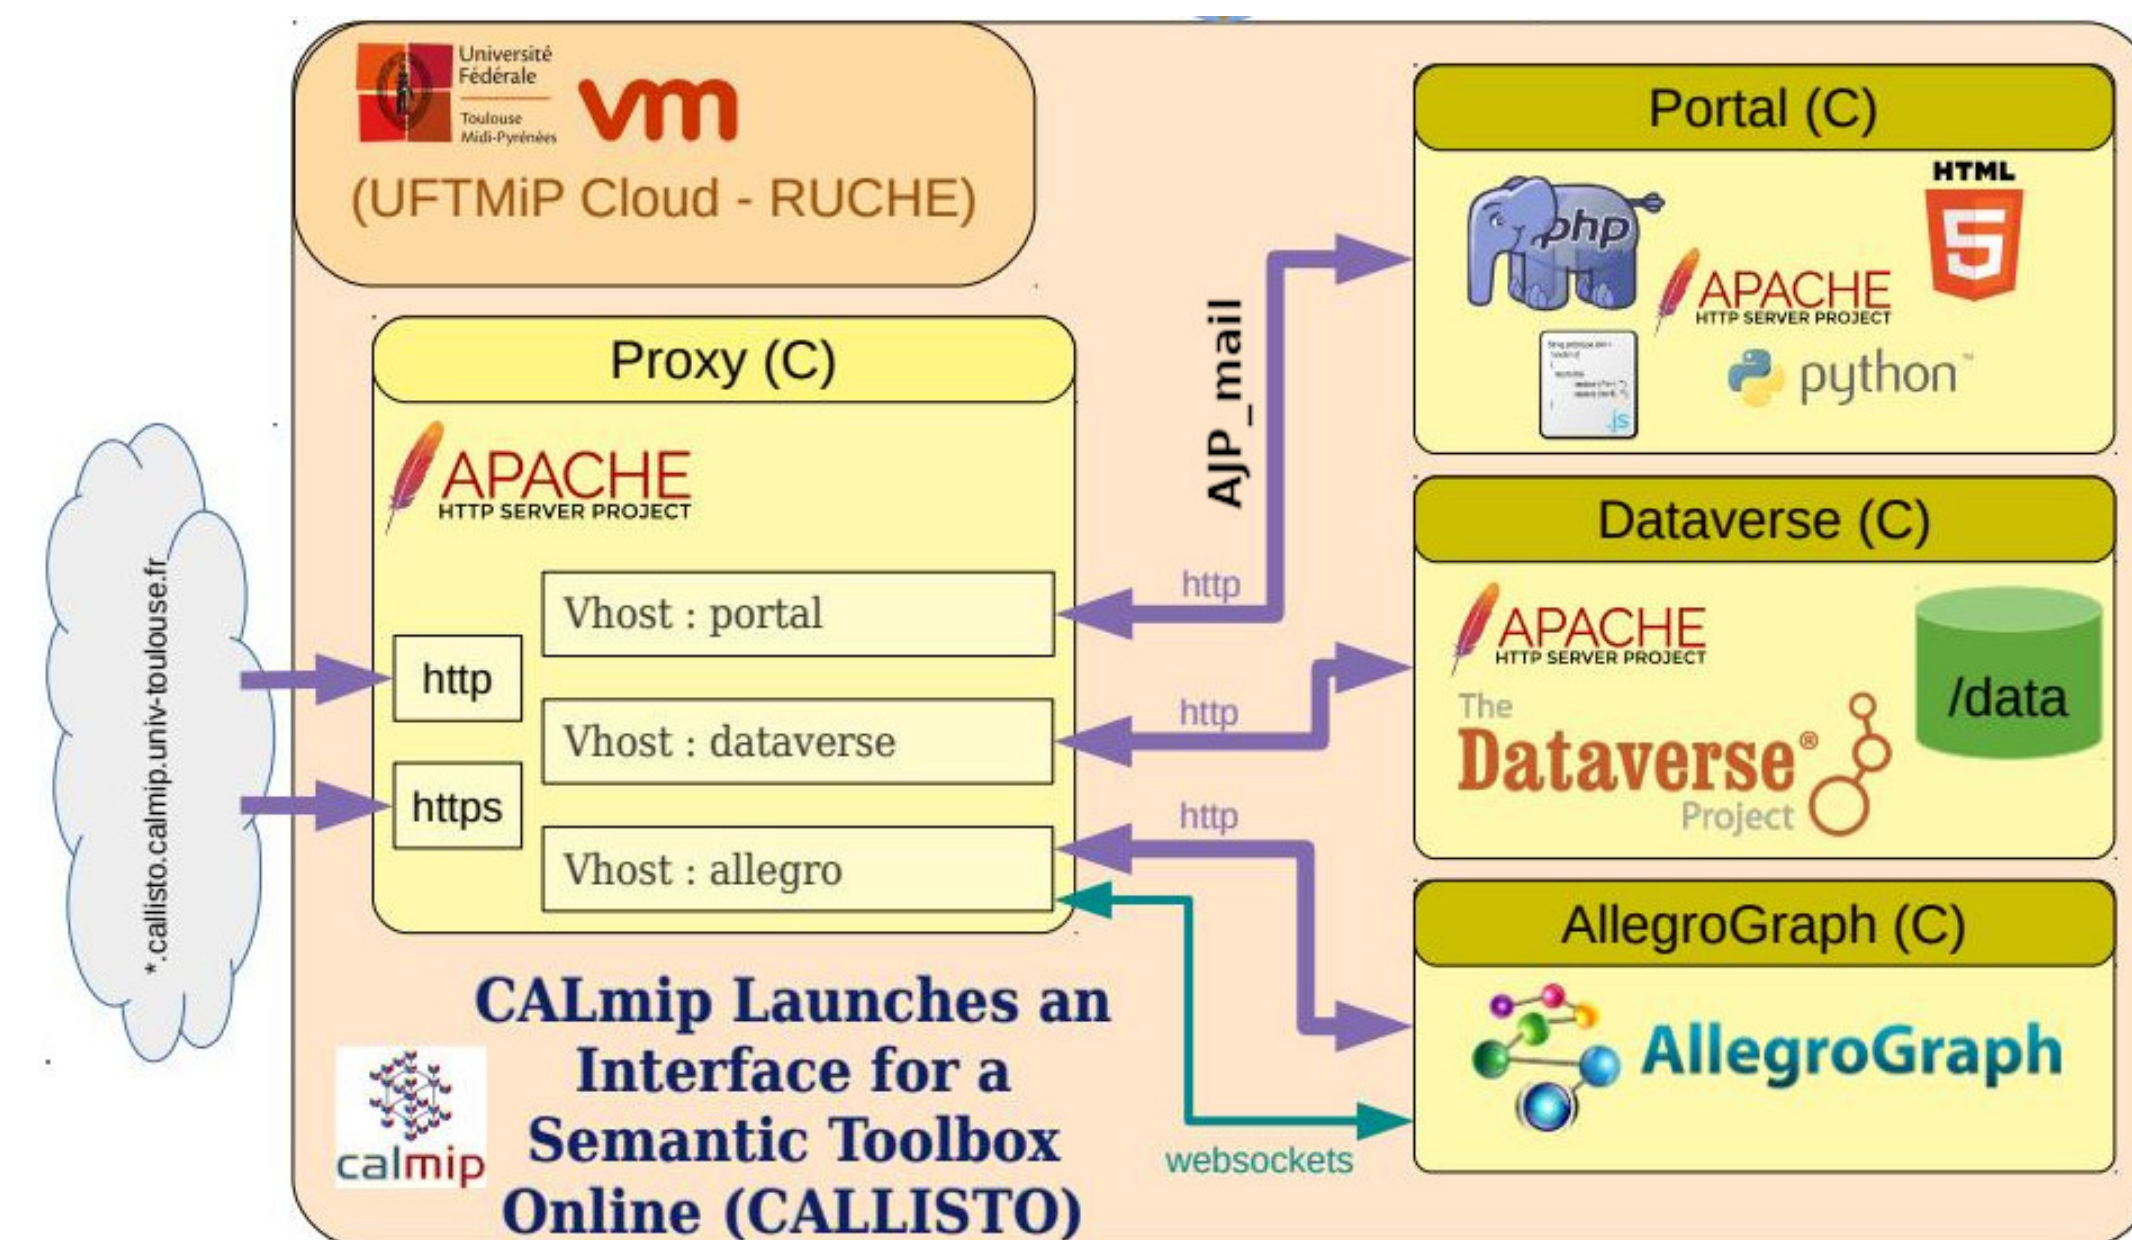 Université
Fédérale
Toulouse
Midi-Pyrénées
vm
(UFTMiP Cloud - RUCHE)
Proxy (C)
APACHE
HTTP SERVER PROJECT
*.callisto.calmip.univ-toulouse.fr
http
https
Vhost : portal
Vhost : dataverse
Vhost : allegro
AJP_mail
http
http
http
websockets
Portal (C)
php
HTML
5
APACHE
HTTP SERVER PROJECT
.js
python™
Dataverse (C)
APACHE
HTTP SERVER PROJECT
/data
The
Dataverse®
Project
AllegroGraph (C)
AllegroGraph
calmip
CALmip Launches an
Interface for a
Semantic Toolbox
Online (CALLISTO)